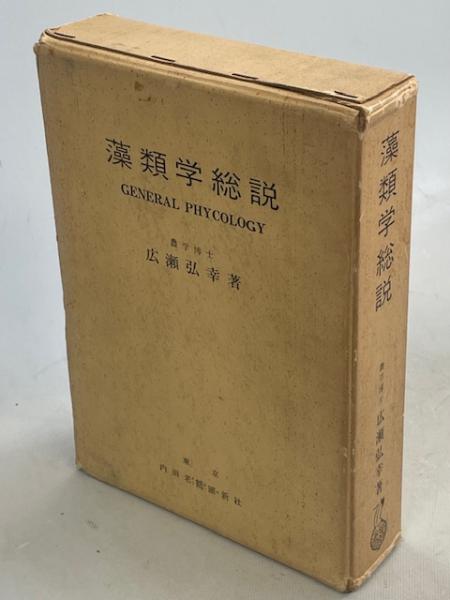 藻類学総説
GENERAL PHYCOLOGY
農学博士
広瀬弘幸著
東京
内田老鶴圃新社
藻類学総説
農学博士
広瀬弘幸著